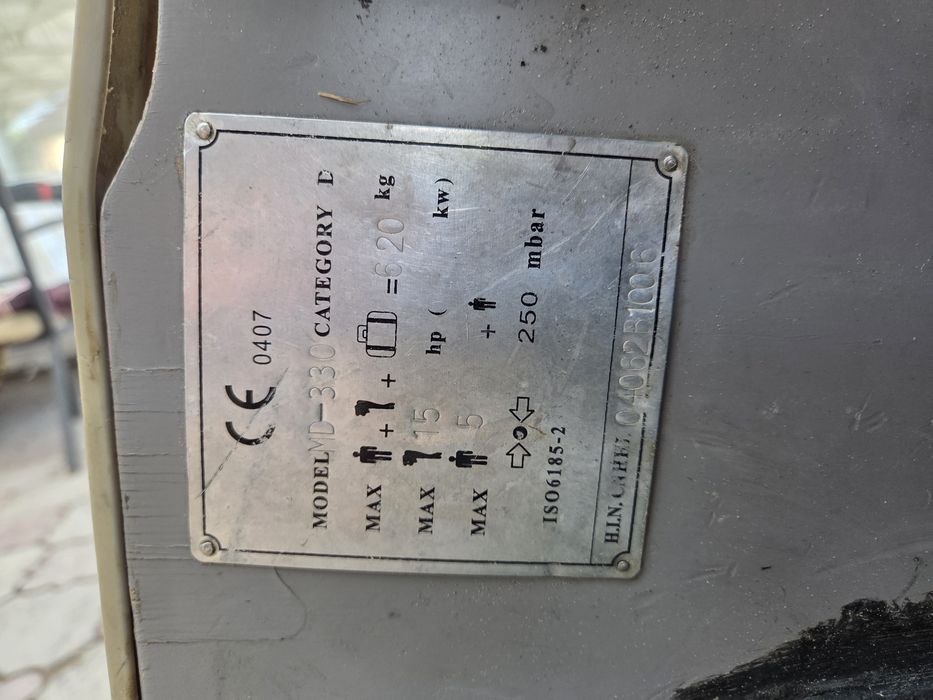 CE 0407
MODEL MD-330 CATEGORY D
MAX + + = 620 kg
MAX 15 hp ( kw)
MAX 5 +
250 mbar
ISO6185-2
H.I.N. 04062B1006